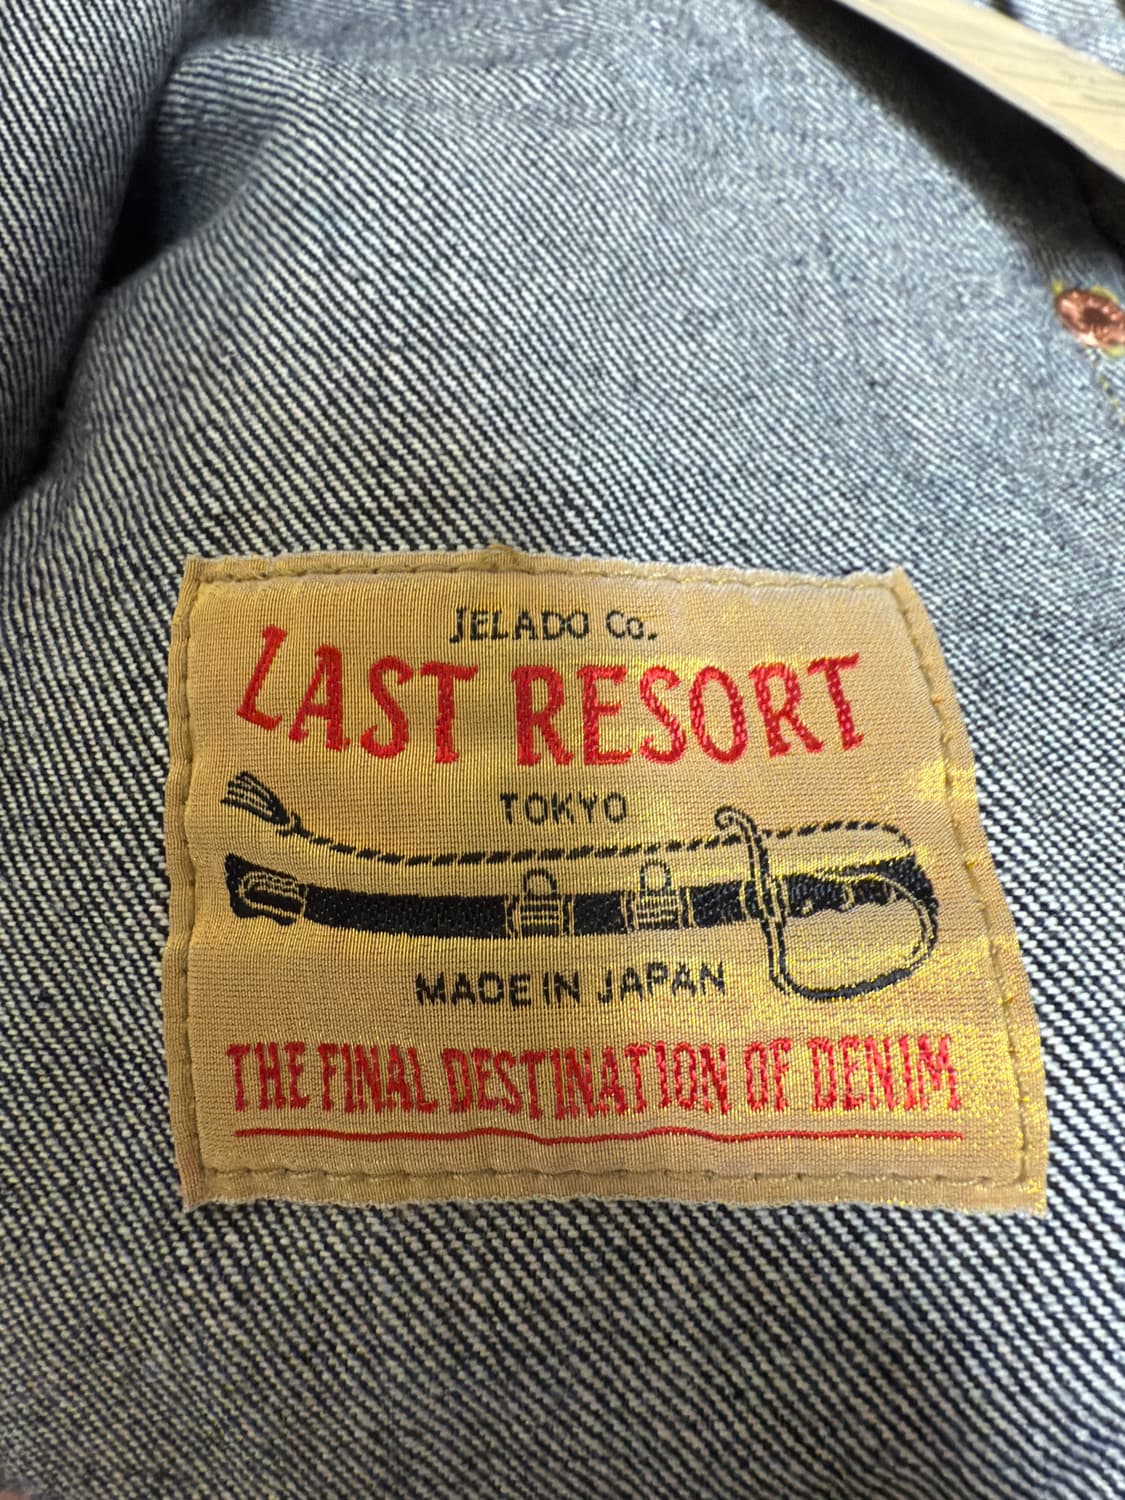 JELADO Co.
LAST RESORT
TOKYO
MADE IN JAPAN
THE FINAL DESTINATION OF DENIM